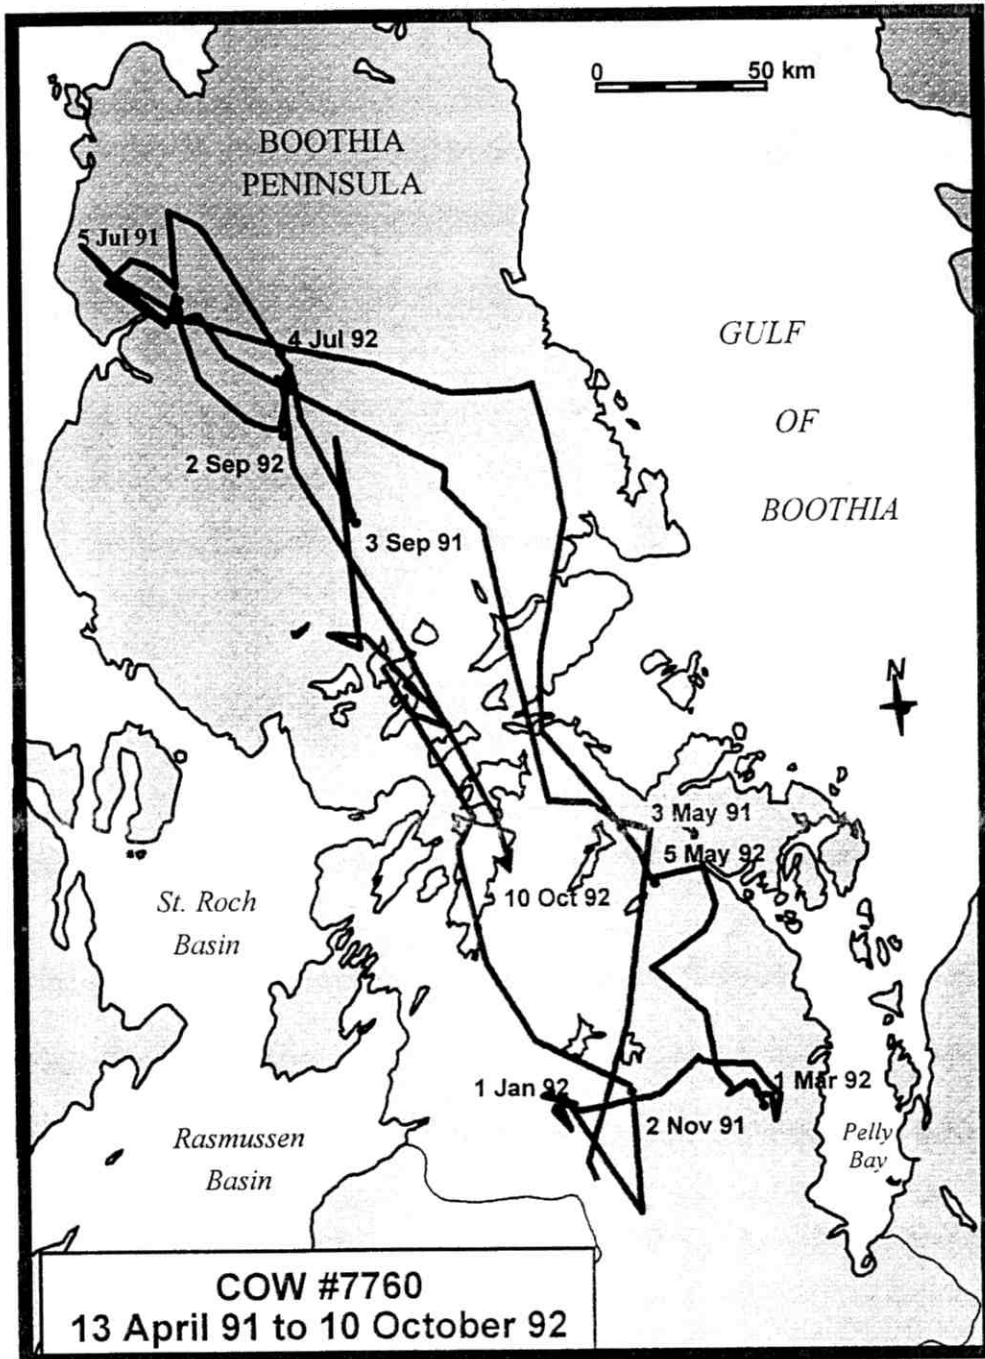 0 50 km
BOOTHIA
PENINSULA
5 Jul 91
GULF
4 Jul 92
OF
2 Sep 92
BOOTHIA
3 Sep 91
N
3 May 91
5 May 92
10 Oct 92
St. Roch
Basin
1 Jan 92
1 Mar 92
2 Nov 91
Pelly
Bay
Rasmussen
Basin
COW #7760
13 April 91 to 10 October 92